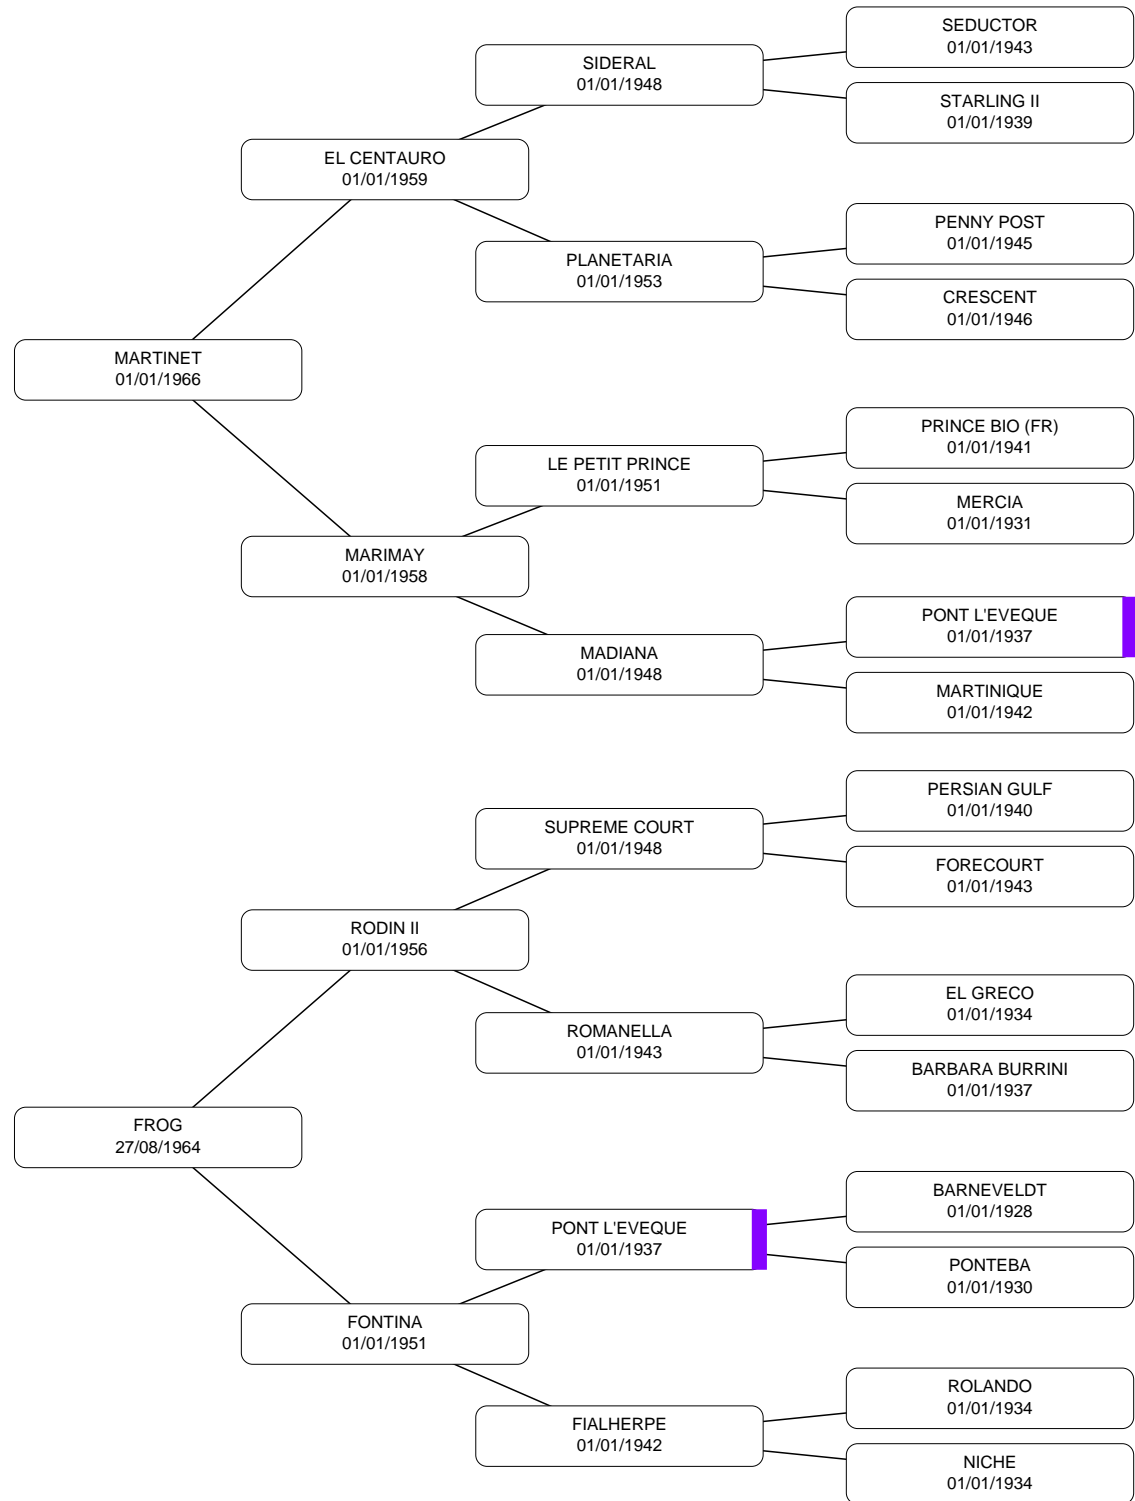 SEDUCTOR
01/01/1943
SIDERAL
01/01/1948
STARLING II
01/01/1939
EL CENTAURO
01/01/1959
PENNY POST
01/01/1945
PLANETARIA
01/01/1953
CRESCENT
01/01/1946
MARTINET
01/01/1966
PRINCE BIO (FR)
01/01/1941
LE PETIT PRINCE
01/01/1951
MERCIA
01/01/1931
MARIMAY
01/01/1958
PONT L'EVEQUE
01/01/1937
MADIANA
01/01/1948
MARTINIQUE
01/01/1942
PERSIAN GULF
01/01/1940
SUPREME COURT
01/01/1948
FORECOURT
01/01/1943
RODIN II
01/01/1956
EL GRECO
01/01/1934
ROMANELLA
01/01/1943
BARBARA BURRINI
01/01/1937
FROG
27/08/1964
BARNEVELDT
01/01/1928
PONT L'EVEQUE
01/01/1937
PONTEBA
01/01/1930
FONTINA
01/01/1951
ROLANDO
01/01/1934
FIALHERPE
01/01/1942
NICHE
01/01/1934